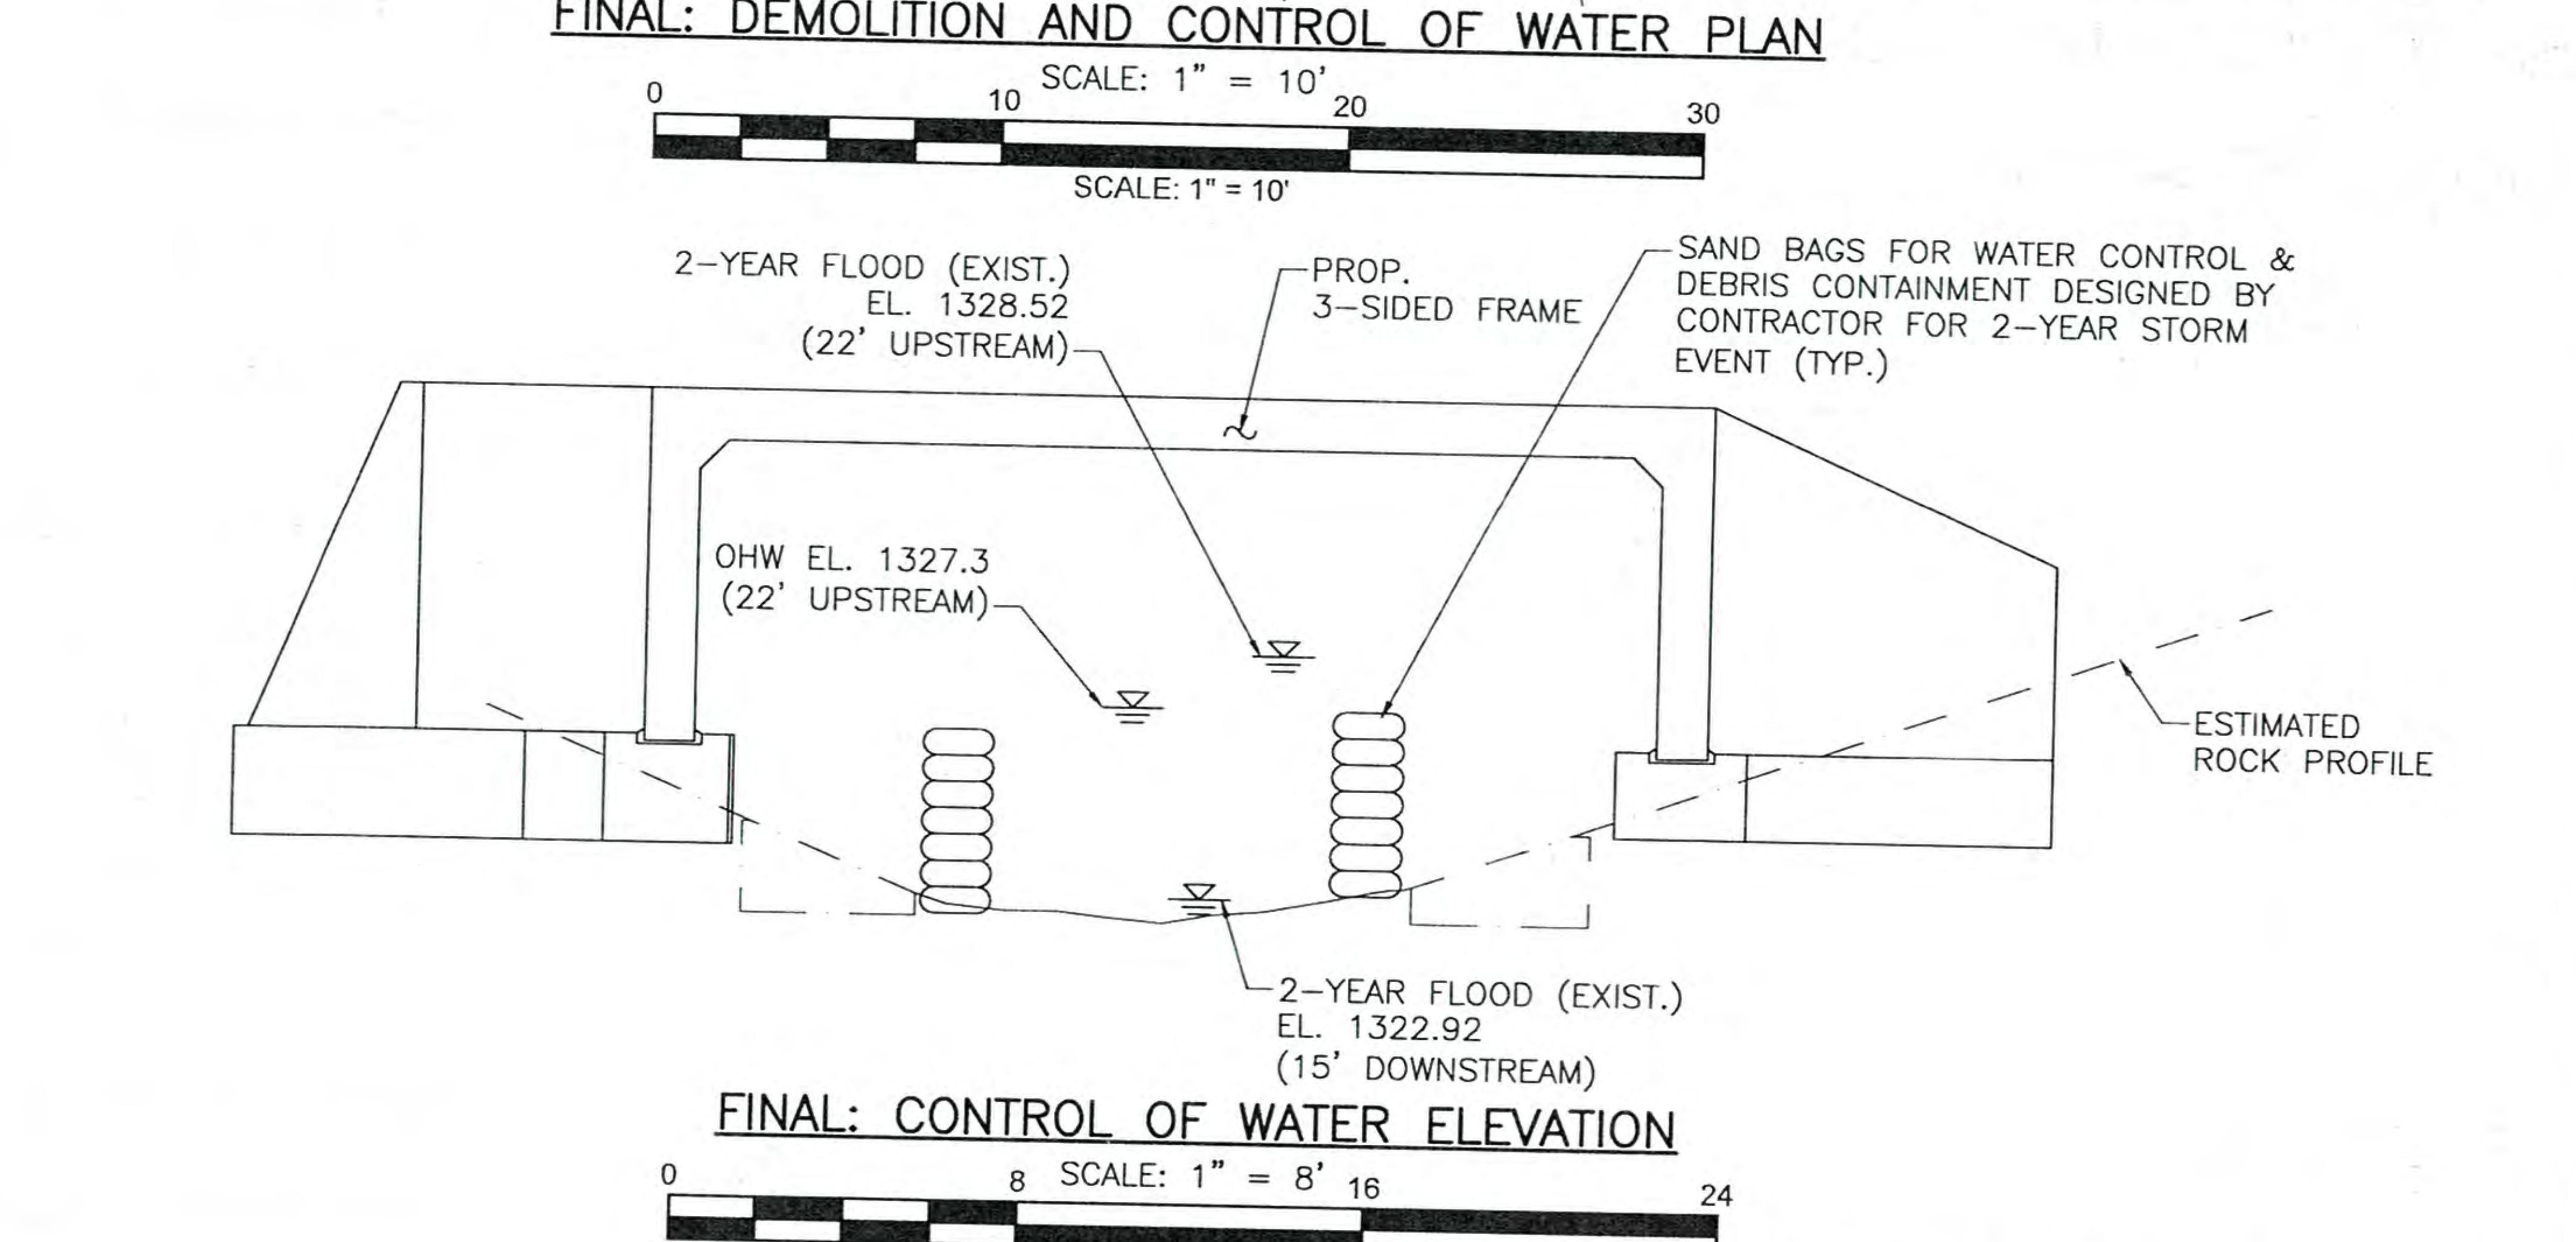 FINAL: DEMOLITION AND CONTROL OF WATER PLAN
SCALE: 1" = 10'
0 10 20 30
SCALE: 1" = 10'
2-YEAR FLOOD (EXIST.)
EL. 1328.52
(22' UPSTREAM)
PROP.
3-SIDED FRAME
SAND BAGS FOR WATER CONTROL &
DEBRIS CONTAINMENT DESIGNED BY
CONTRACTOR FOR 2-YEAR STORM
EVENT (TYP.)
OHW EL. 1327.3
(22' UPSTREAM)
ESTIMATED
ROCK PROFILE
2-YEAR FLOOD (EXIST.)
EL. 1322.92
(15' DOWNSTREAM)
FINAL: CONTROL OF WATER ELEVATION
SCALE: 1" = 8'
0 8 16 24